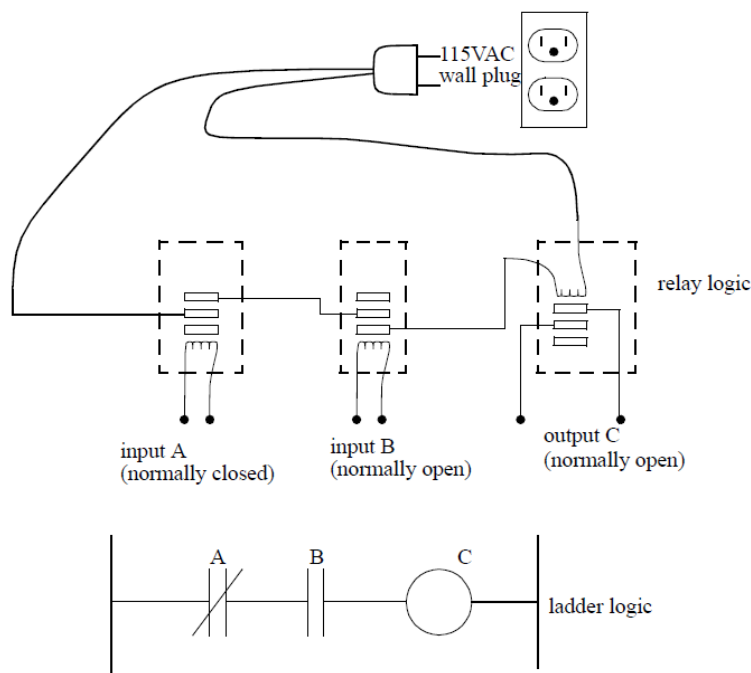 115VAC
wall plug
relay logic
input A
(normally closed)
input B
(normally open)
output C
(normally open)
A
B
C
ladder logic